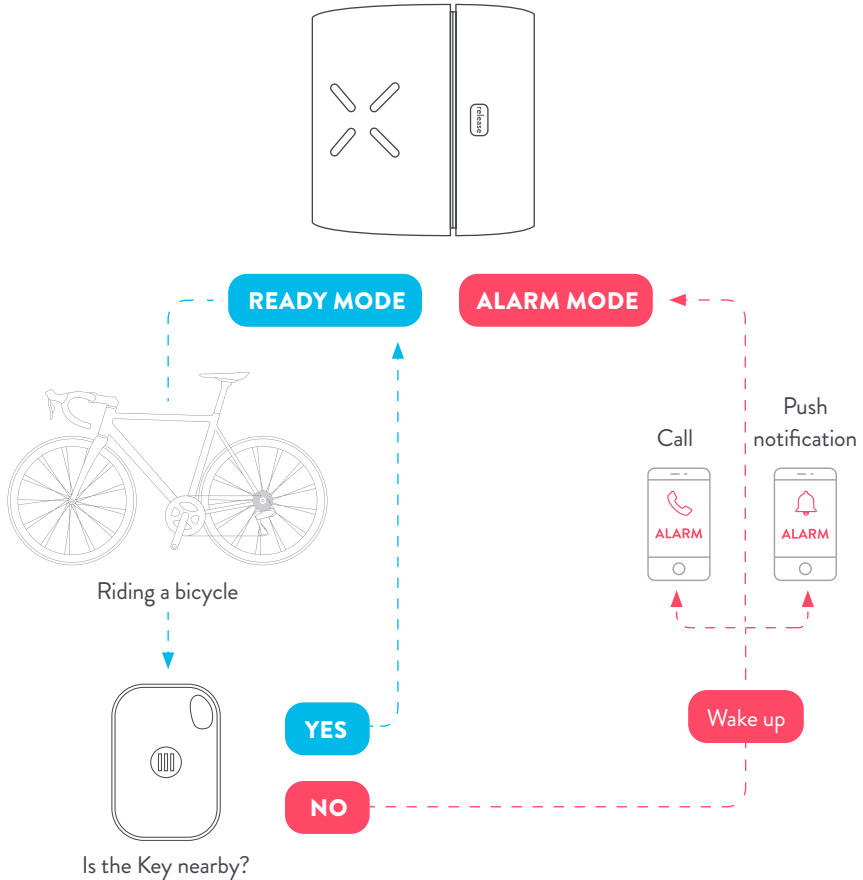 release
READY MODE
ALARM MODE
Call
Push
notification
ALARM
ALARM
Riding a bicycle
YES
Wake up
NO
Is the Key nearby?